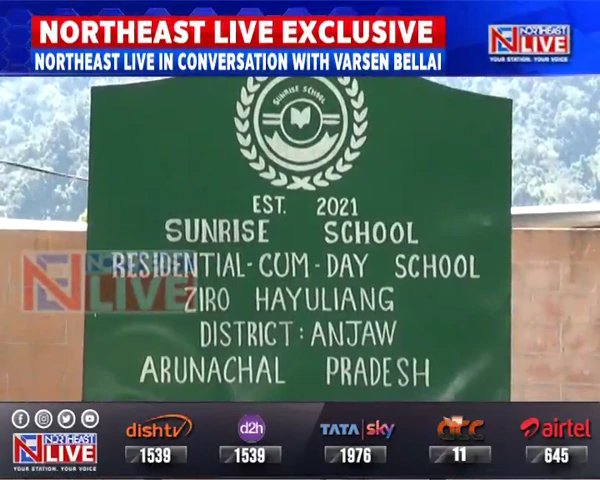 NORTHEAST LIVE EXCLUSIVE
NORTHEAST LIVE IN CONVERSATION WITH VARSEN BELLAI
NORTHEAST
LIVE
YOUR STATION. YOUR VOICE
SUNRISE SCHOOL
EST. 2021
SUNRISE SCHOOL
RESIDENTIAL-CUM-DAY SCHOOL
ZIRO HAYULIANG
DISTRICT: ANJAW
ARUNACHAL PRADESH
NORTHEAST
LIVE
NORTHEAST
LIVE
YOUR STATION. YOUR VOICE
dishtv
1539
d2h
1539
TATA sky
1976
11
airtel
645